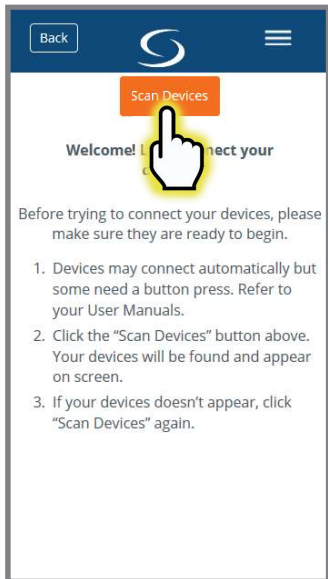 Back
Scan Devices
Welcome! nect your
Before trying to connect your devices, please
make sure they are ready to begin.
1. Devices may connect automatically but
some need a button press. Refer to
your User Manuals.
2. Click the “Scan Devices” button above.
Your devices will be found and appear
on screen.
3. If your devices doesn’t appear, click
“Scan Devices” again.